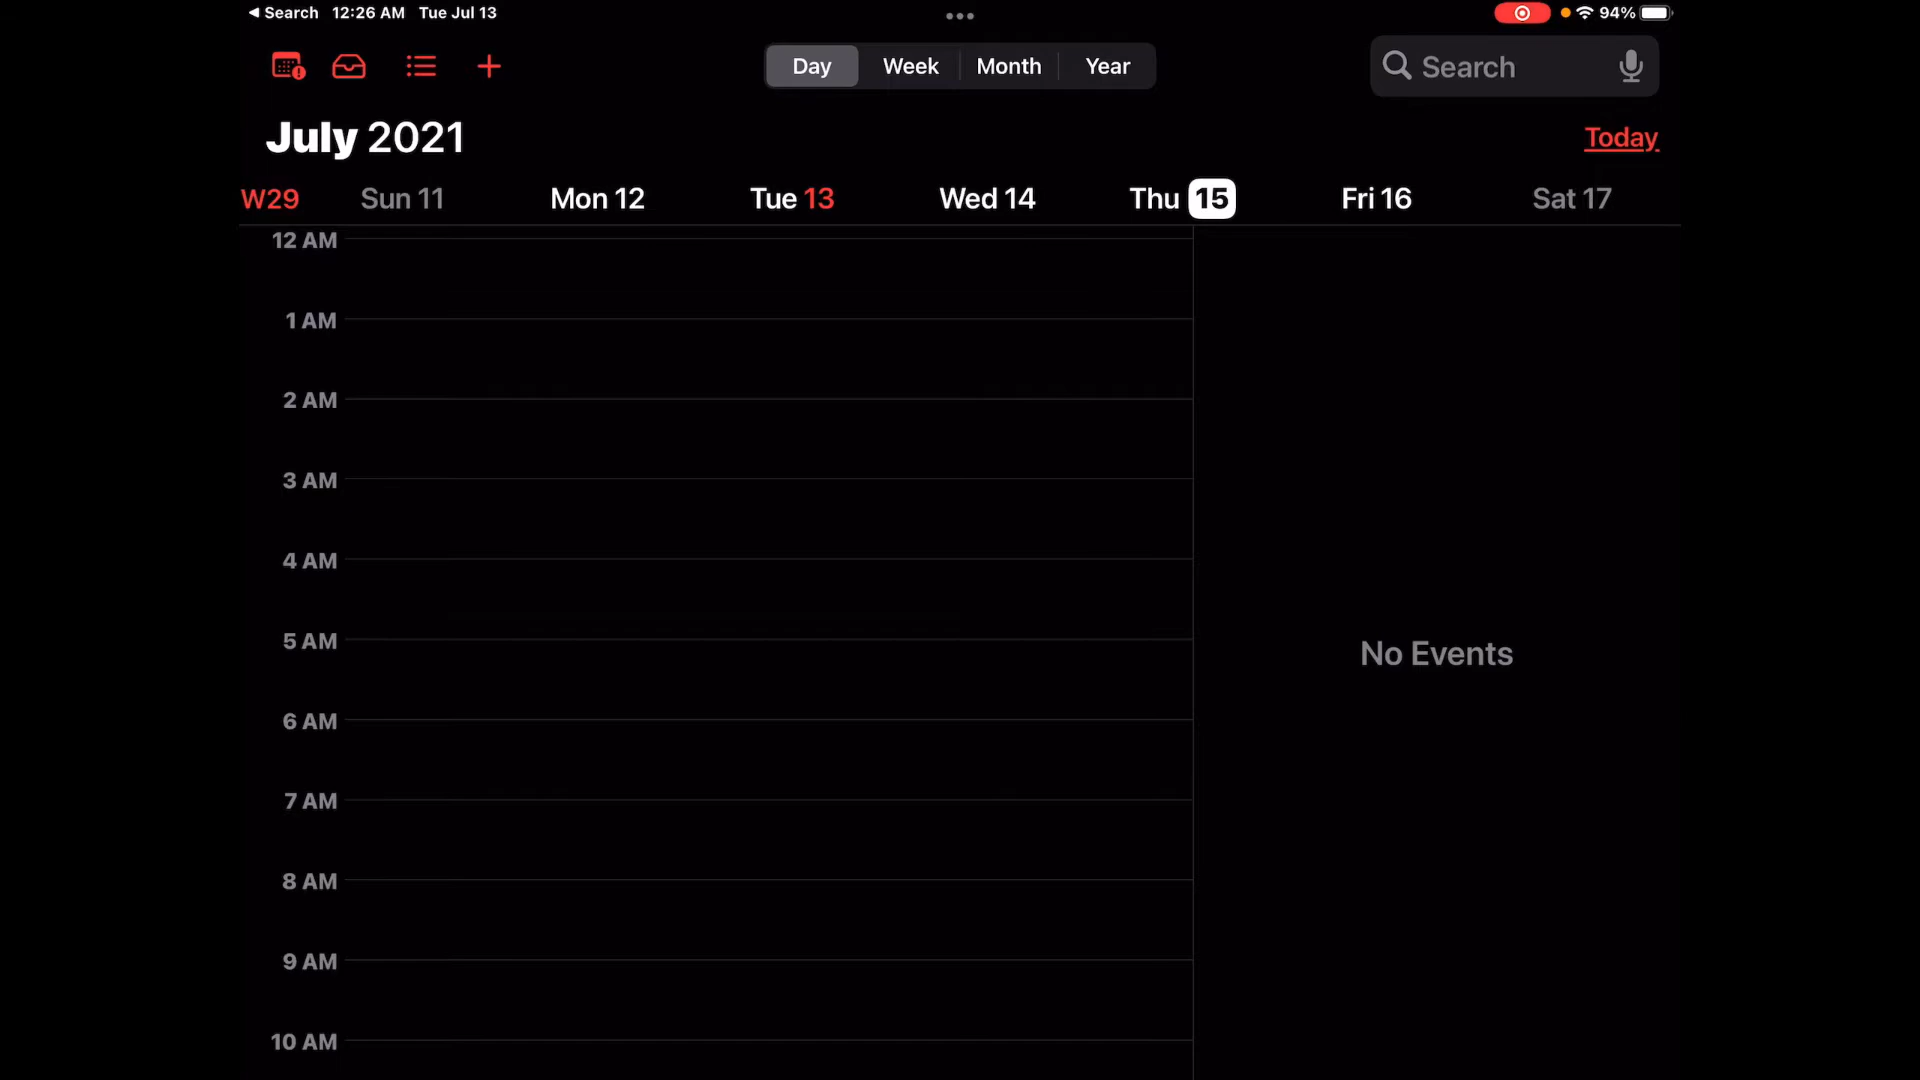 Search 12:26 AM Tue Jul 13
94%
Day Week Month Year
Search
July 2021
Today
W29 Sun 11 Mon 12 Tue 13 Wed 14 Thu 15 Fri 16 Sat 17
12 AM
1 AM
2 AM
3 AM
4 AM
5 AM
No Events
6 AM
7 AM
8 AM
9 AM
10 AM